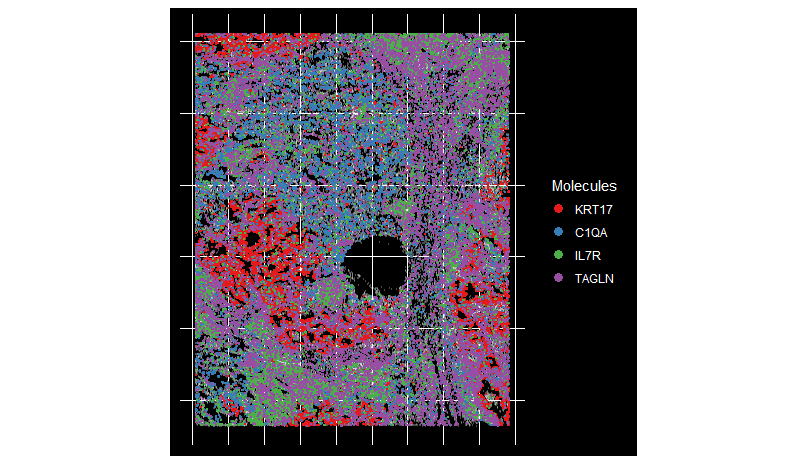 Molecules
KRT17
C1QA
IL7R
TAGLN